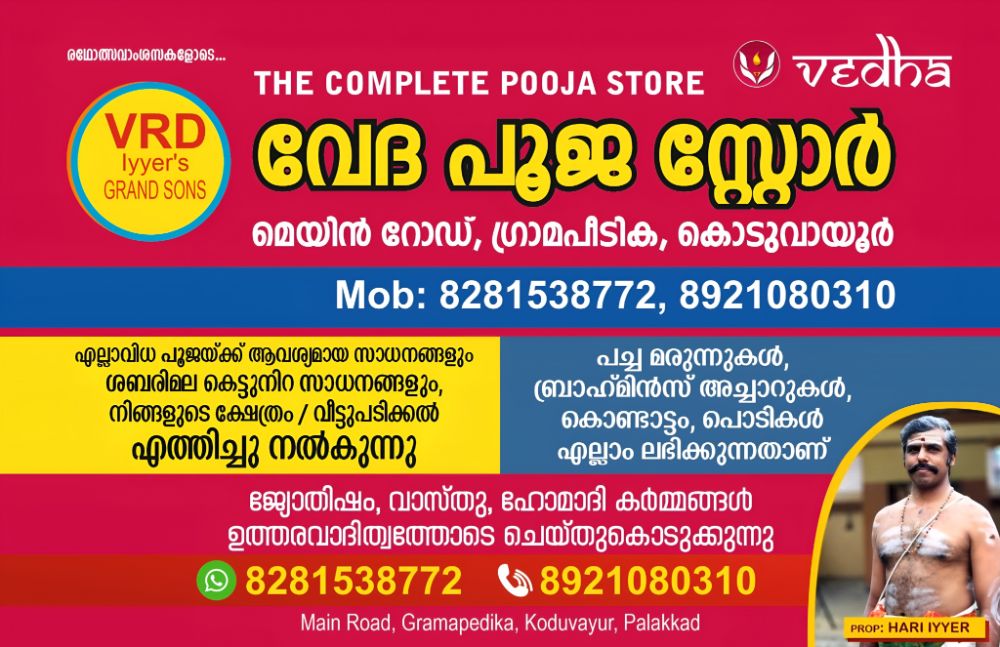 രഥോത്സവാംശസകളോടെ...
THE COMPLETE POOJA STORE
vedha
VRD
Iyyer's
GRAND SONS
വേദ പൂജ സ്റ്റോർ
മെയിൻ റോഡ്, ഗ്രാമപീടിക, കൊടുവായൂർ
Mob: 8281538772, 8921080310
എല്ലാവിധ പൂജയ്ക്ക് ആവശ്യമായ സാധനങ്ങളും
ശബരിമല കെട്ടുനിറ സാധനങ്ങളും,
നിങ്ങളുടെ ക്ഷേത്രം / വീട്ടുപടിക്കൽ
എത്തിച്ചു നൽകുന്നു
പച്ച മരുന്നുകൾ,
ബ്രാഹ്‌മിൻസ് അച്ചാറുകൾ,
കൊണ്ടാട്ടം, പൊടികൾ
എല്ലാം ലഭിക്കുന്നതാണ്
ജ്യോതിഷം, വാസ്തു, ഹോമാദി കർമ്മങ്ങൾ
ഉത്തരവാദിത്വത്തോടെ ചെയ്തുകൊടുക്കുന്നു
8281538772 8921080310
Main Road, Gramapedika, Koduvayur, Palakkad
PROP: HARI IYYER